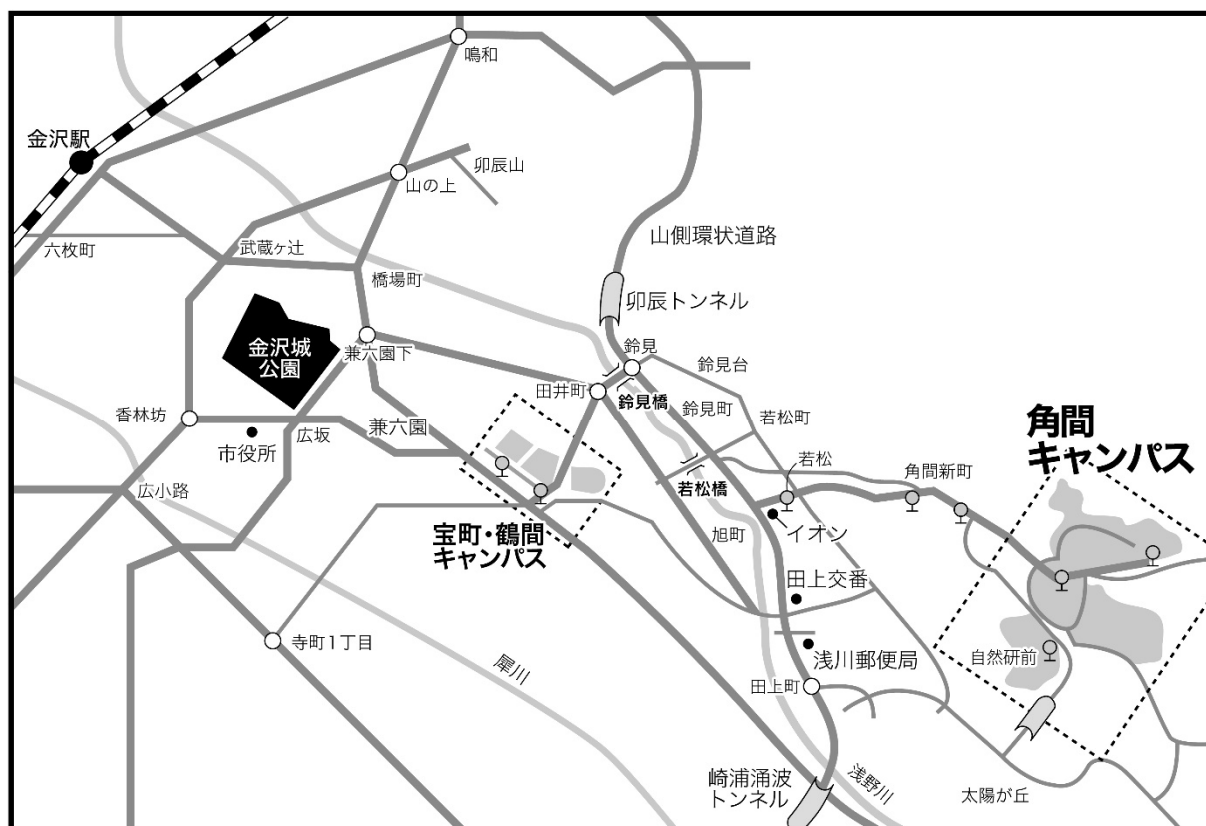 鳴和
金沢駅
卯辰山
山の上
六枚町
武蔵ヶ辻
山側環状道路
橋場町
卯辰トンネル
金沢城
公園
兼六園下
鈴見
鈴見台
田井町
鈴見橋
鈴見町
若松町
香林坊
市役所
広坂
兼六園
角間
キャンパス
若松
角間新町
広小路
若松橋
宝町・鶴間
キャンパス
旭町
イオン
田上交番
寺町1丁目
犀川
浅川郵便局
自然研前
田上町
崎浦涌波
トンネル
浅野川
太陽が丘